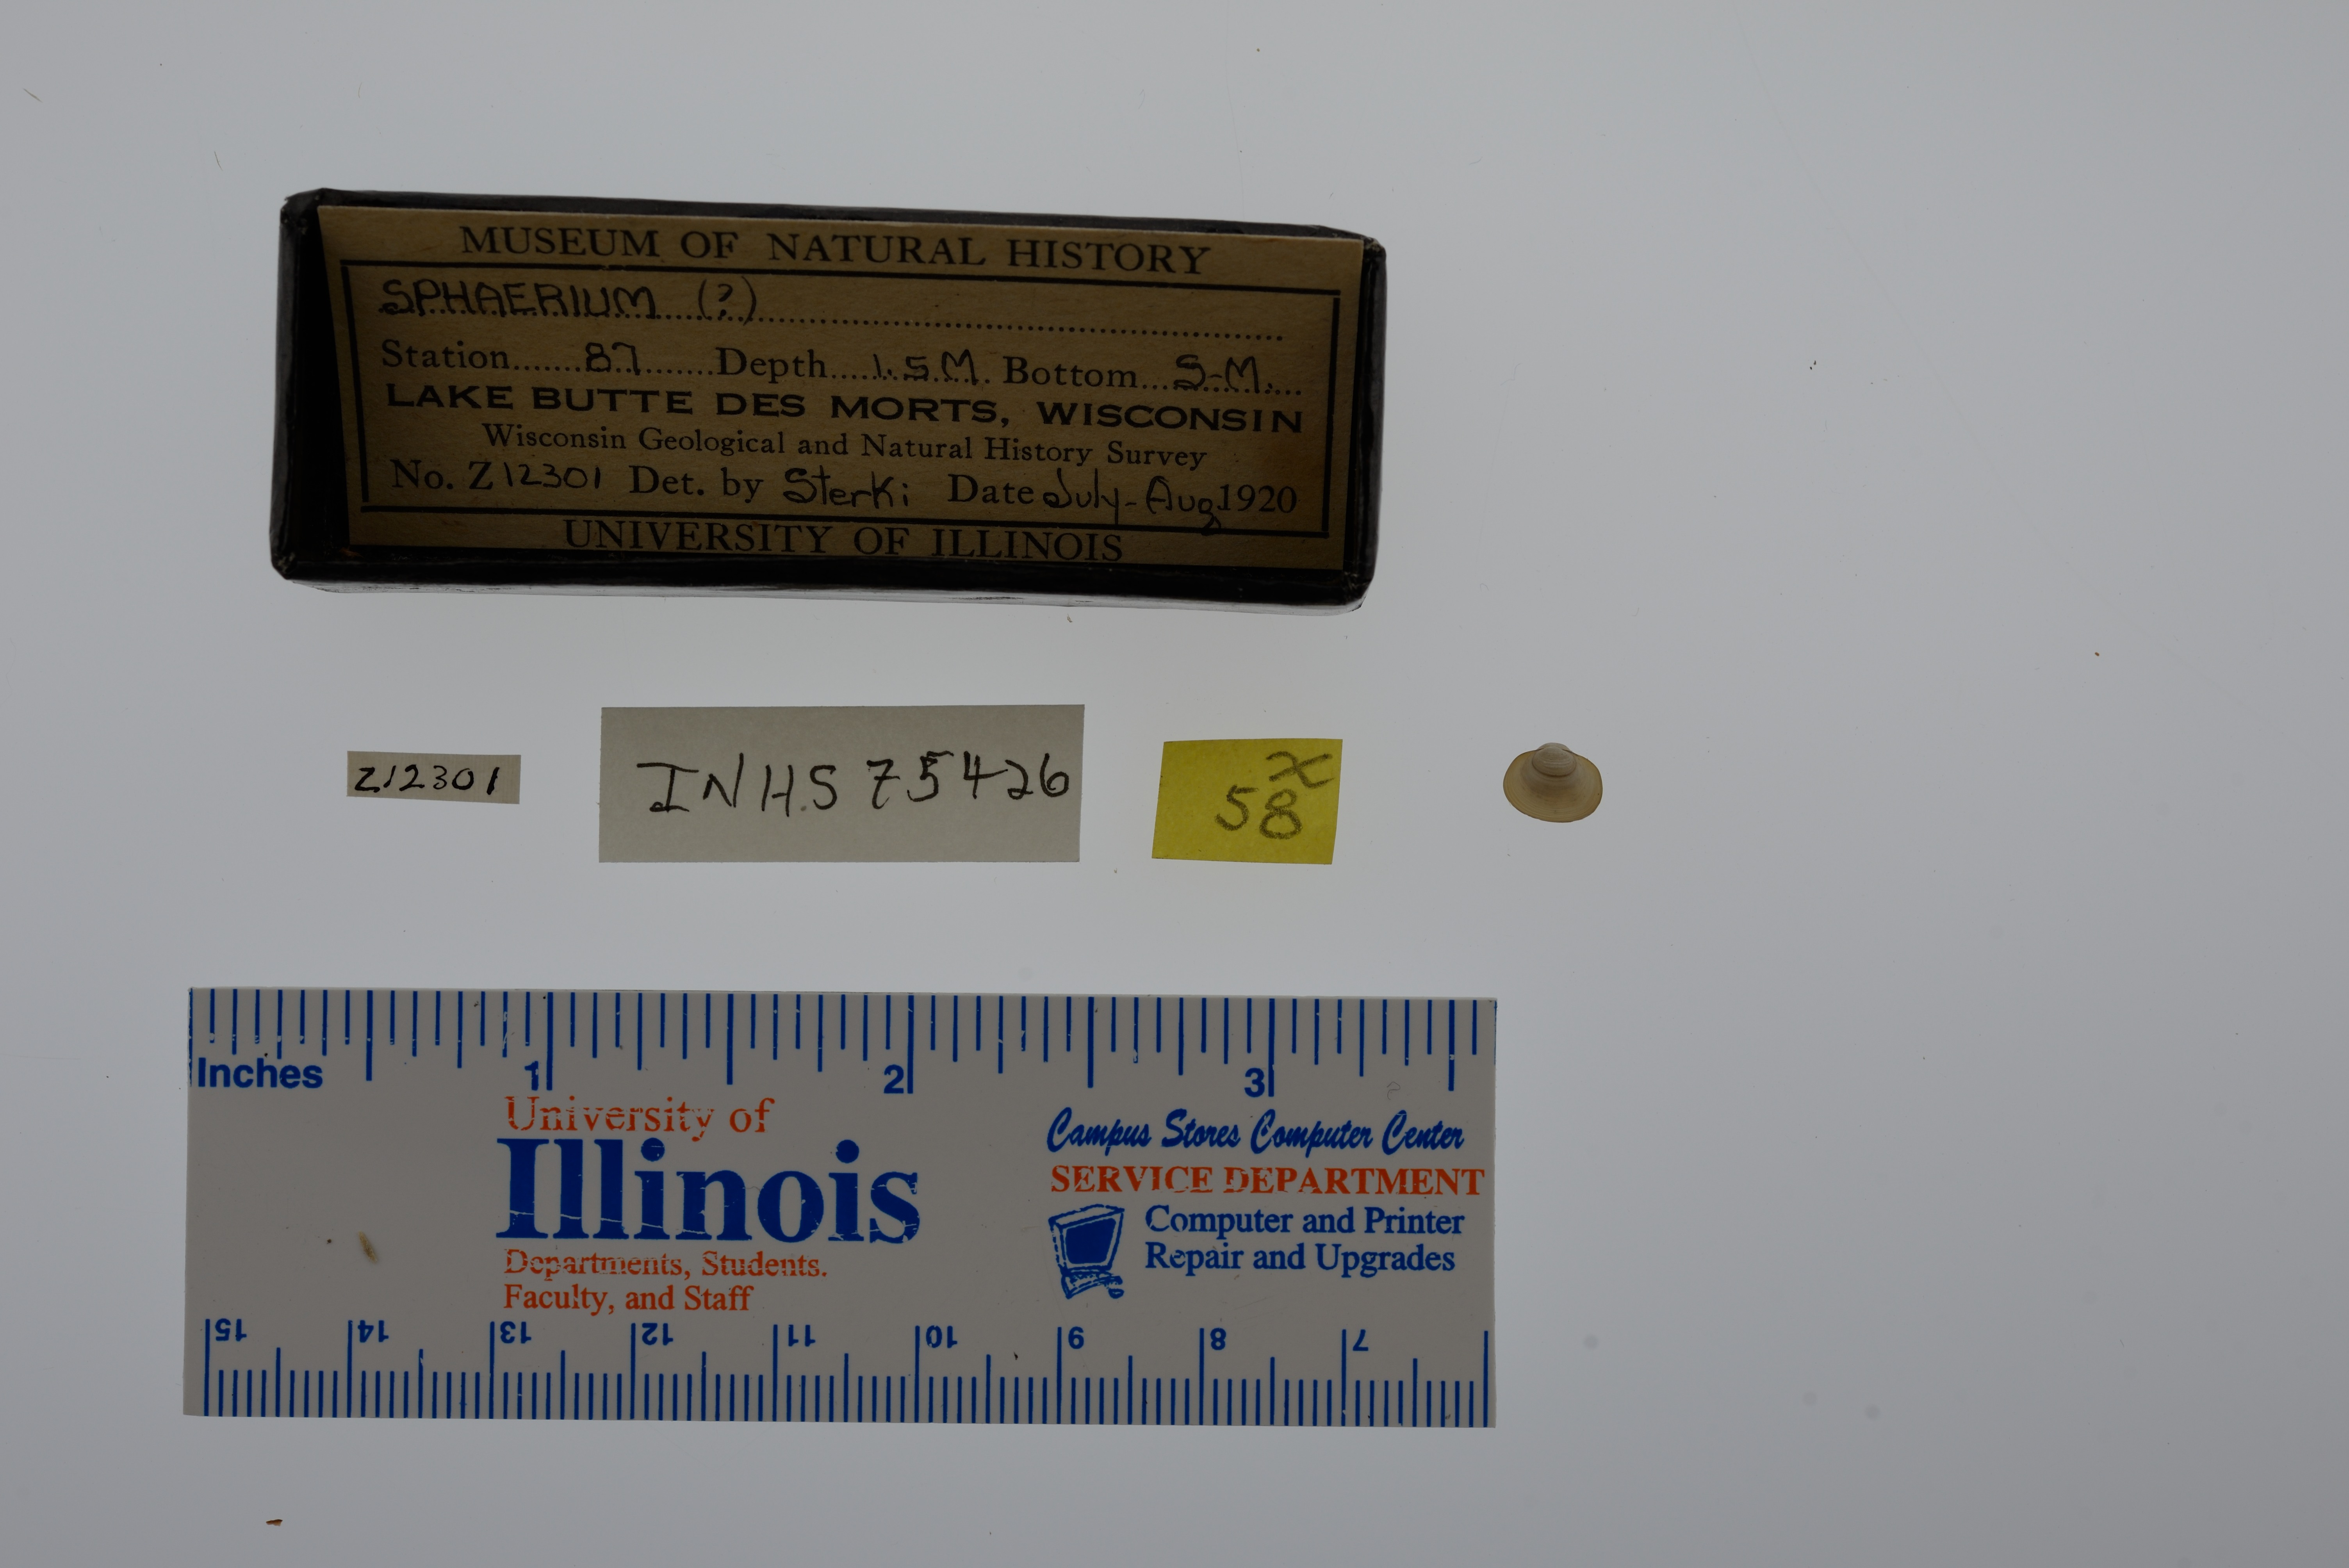 MUSEUM OF NATURAL HISTORY
SPHAERIUM (?)
Station 87 Depth 1.5M. Bottom S-M.
LAKE BUTTE DES MORTS, WISCONSIN
Wisconsin Geological and Natural History Survey
No. Z12301 Det. by Sterki Date July-Aug 1920
UNIVERSITY OF ILLINOIS
Z12301
INHS 75426
x
58
1 2 3
Inches
University of
Illinois
Departments, Students.
Faculty, and Staff
Campus Stores Computer Center
SERVICE DEPARTMENT
Computer and Printer
Repair and Upgrades
15 14 13 12 11 10 9 8 7